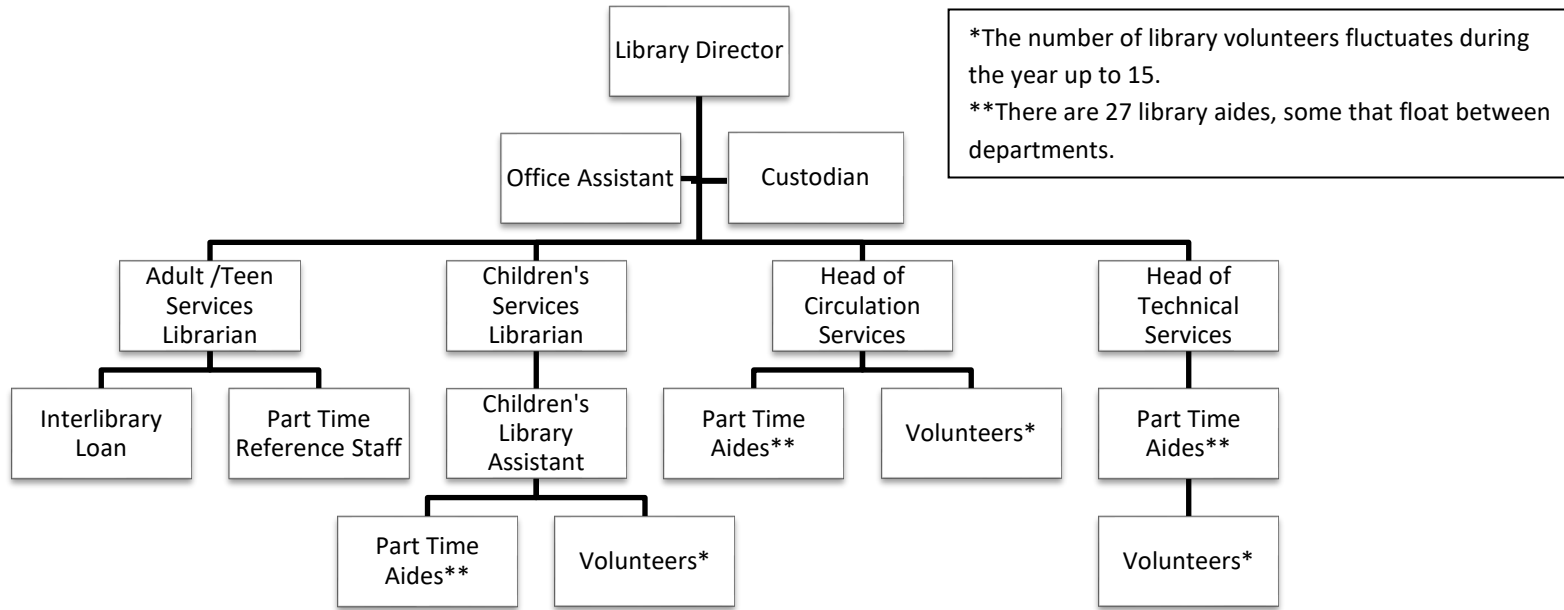 Library Director
*The number of library volunteers fluctuates during
the year up to 15.
**There are 27 library aides, some that float between
departments.
Office Assistant
Custodian
Adult /Teen
Services
Librarian
Children's
Services
Librarian
Head of
Circulation
Services
Head of
Technical
Services
Interlibrary
Loan
Part Time
Reference Staff
Children's
Library
Assistant
Part Time
Aides**
Volunteers*
Part Time
Aides**
Part Time
Aides**
Volunteers*
Volunteers*